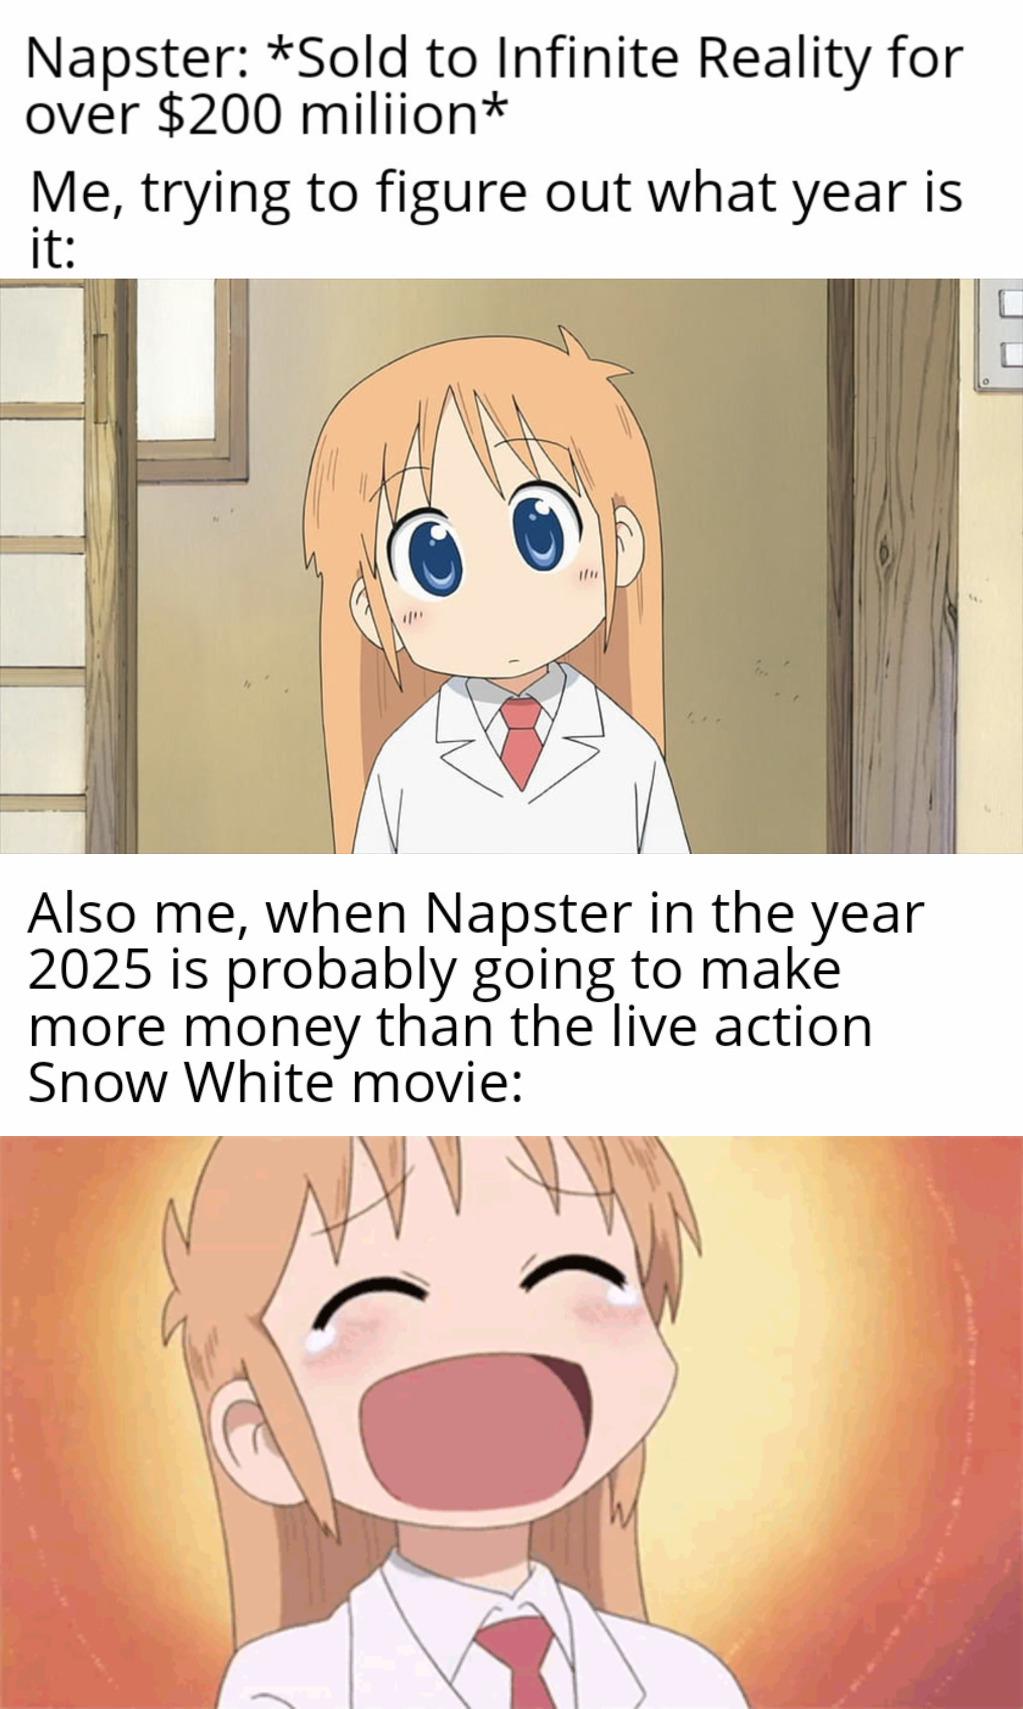 Napster: *Sold to Infinite Reality for
over $200 miliion*
Me, trying to figure out what year is
it:
Also me, when Napster in the year
2025 is probably going to make
more money than the live action
Snow White movie: